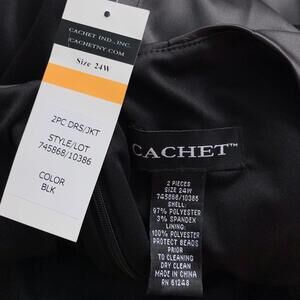 CACHET IND., INC.
CACHETNY.COM
Size 24W
2PC DRS/JKT
STYLE/LOT
745868/10386
COLOR
BLK
CACHET™
2 PIECES
SIZE 24W
745868/10386
SHELL:
97% POLYESTER
3% SPANDEX
LINING:
100% POLYESTER
PROTECT BEADS
PRIOR
TO CLEANING
DRY CLEAN
MADE IN CHINA
RN 61248